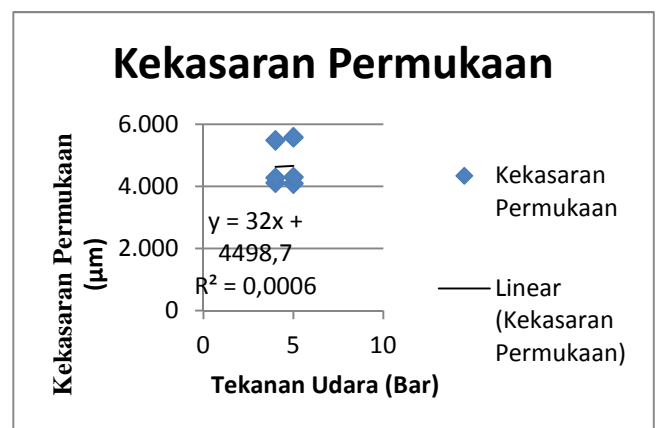 Kekasaran Permukaan
Kekasaran Permukaan
(µm)
6.000
4.000
2.000
0
y = 32x +
4498,7
R² = 0,0006
0
5
10
Tekanan Udara (Bar)
Kekasaran
Permukaan
Linear
(Kekasaran
Permukaan)